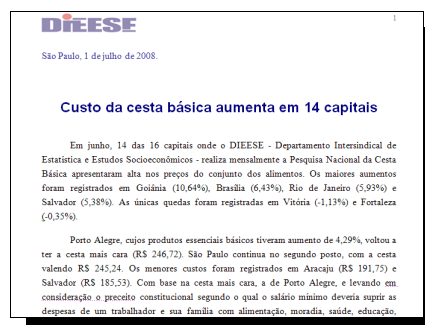 DIEESE
1
São Paulo, 1 de julho de 2008.
Custo da cesta básica aumenta em 14 capitais
Em junho, 14 das 16 capitais onde o DIEESE - Departamento Intersindical de
Estatística e Estudos Socioeconômicos - realiza mensalmente a Pesquisa Nacional da Cesta
Básica apresentaram alta nos preços do conjunto dos alimentos. Os maiores aumentos
foram registrados em Goiânia (10,64%), Brasília (6,43%), Rio de Janeiro (5,93%) e
Salvador (5,38%). As únicas quedas foram registradas em Vitória (-1,13%) e Fortaleza
(-0,35%).
Porto Alegre, cujos produtos essenciais básicos tiveram aumento de 4,29%, voltou a
ter a cesta mais cara (R$ 246,72). São Paulo continua no segundo posto, com a cesta
valendo R$ 245,24. Os menores custos foram registrados em Aracaju (R$ 191,75) e
Salvador (R$ 185,53). Com base na cesta mais cara, a de Porto Alegre, e levando em
consideração o preceito constitucional segundo o qual o salário mínimo deveria suprir as
despesas de um trabalhador e sua família com alimentação, moradia, saúde, educação,